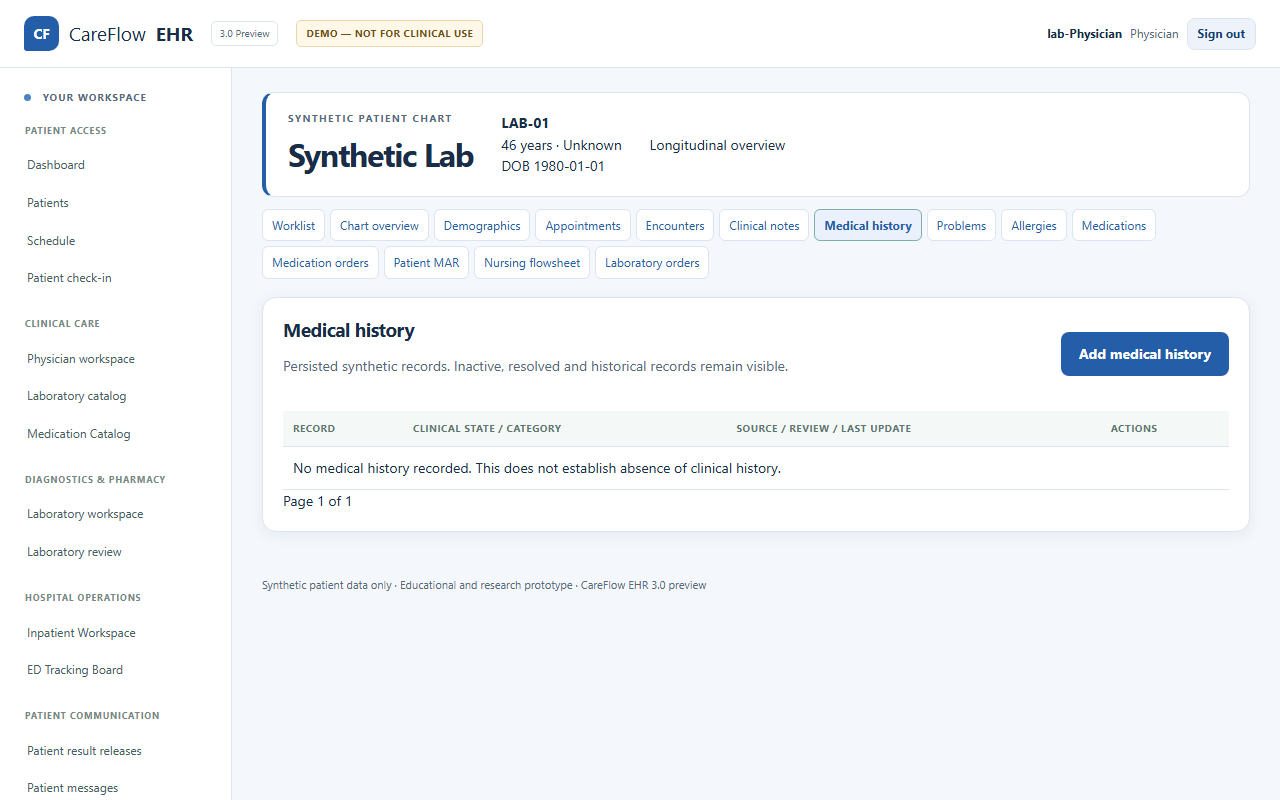 CF CareFlow EHR 3.0 Preview DEMO — NOT FOR CLINICAL USE lab-Physician Physician Sign out
YOUR WORKSPACE
PATIENT ACCESS
Dashboard
Patients
Schedule
Patient check-in
CLINICAL CARE
Physician workspace
Laboratory catalog
Medication Catalog
DIAGNOSTICS & PHARMACY
Laboratory workspace
Laboratory review
HOSPITAL OPERATIONS
Inpatient Workspace
ED Tracking Board
PATIENT COMMUNICATION
Patient result releases
Patient messages
SYNTHETIC PATIENT CHART
Synthetic Lab
LAB-01
46 years · Unknown Longitudinal overview
DOB 1980-01-01
Worklist Chart overview Demographics Appointments Encounters Clinical notes Medical history Problems Allergies Medications
Medication orders Patient MAR Nursing flowsheet Laboratory orders
Medical history
Persisted synthetic records. Inactive, resolved and historical records remain visible.
Add medical history
RECORD CLINICAL STATE / CATEGORY SOURCE / REVIEW / LAST UPDATE ACTIONS
No medical history recorded. This does not establish absence of clinical history.
Page 1 of 1
Synthetic patient data only · Educational and research prototype · CareFlow EHR 3.0 preview